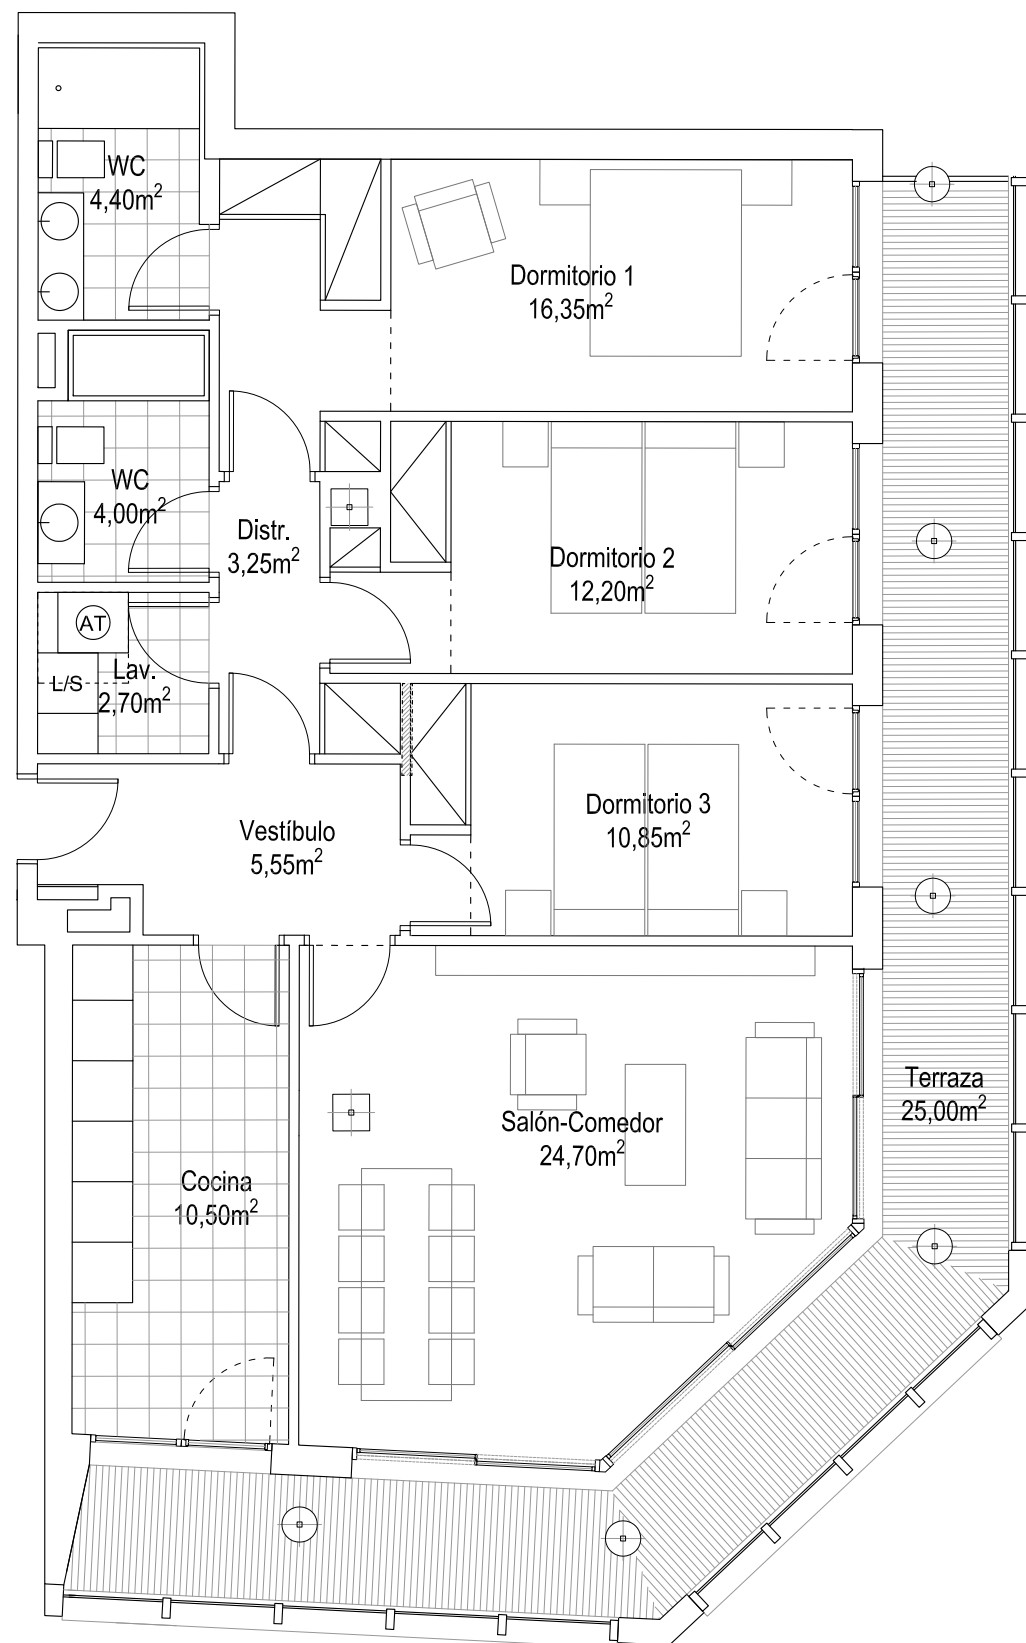 WC
4,40m²
Dormitorio 1
16,35m²
WC
4,00m²
Distr.
3,25m²
Dormitorio 2
12,20m²
AT
L/S
Lav.
2,70m²
Vestíbulo
5,55m²
Dormitorio 3
10,85m²
Terraza
25,00m²
Salón-Comedor
24,70m²
Cocina
10,50m²